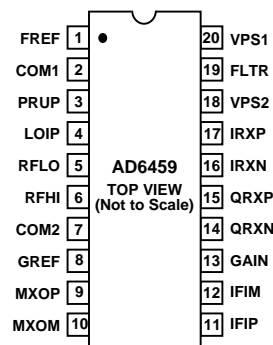 FREF 1 20 VPS1
COM1 2 19 FLTR
PRUP 3 18 VPS2
LOIP 4 17 IRXP
RFLO 5 16 IRXN
RFHI 6 15 QRXP
COM2 7 14 QRXN
GREF 8 13 GAIN
MXOP 9 12 IFIM
MXOM 10 11 IFIP
AD6459
TOP VIEW
(Not to Scale)